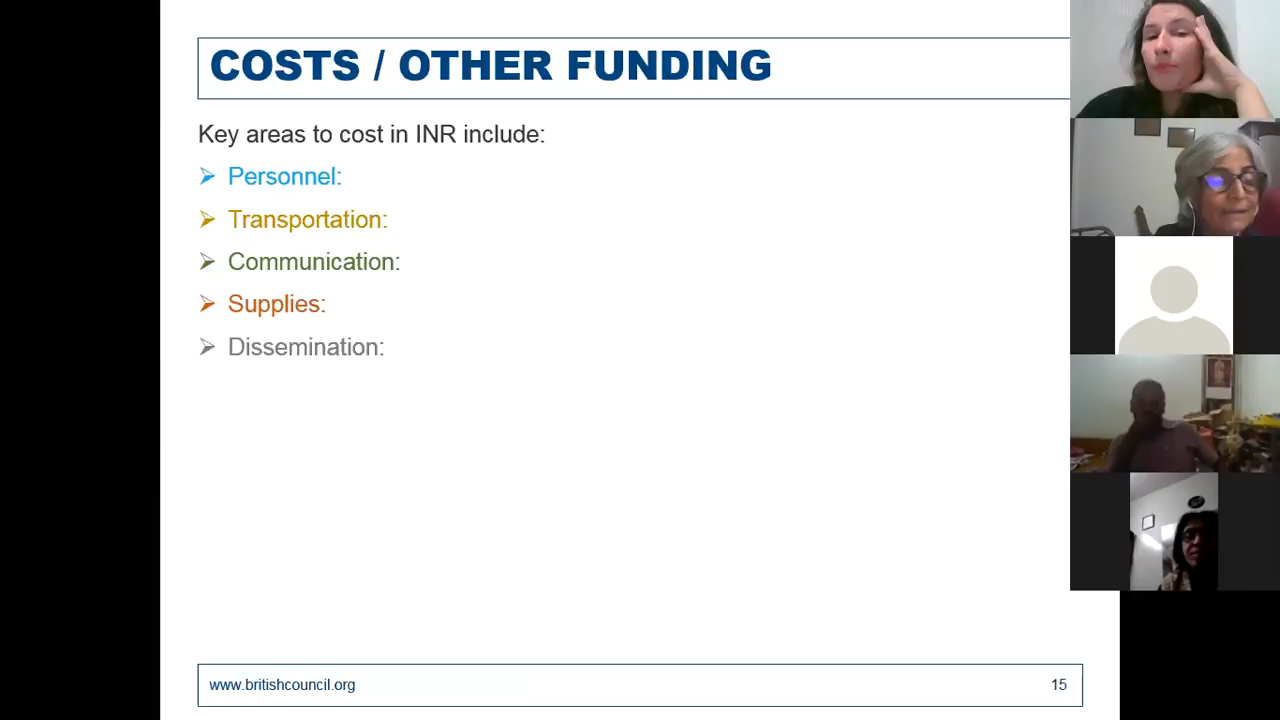 COSTS / OTHER FUNDING
Key areas to cost in INR include:
➢ Personnel:
➢ Transportation:
➢ Communication:
➢ Supplies:
➢ Dissemination:
www.britishcouncil.org 15